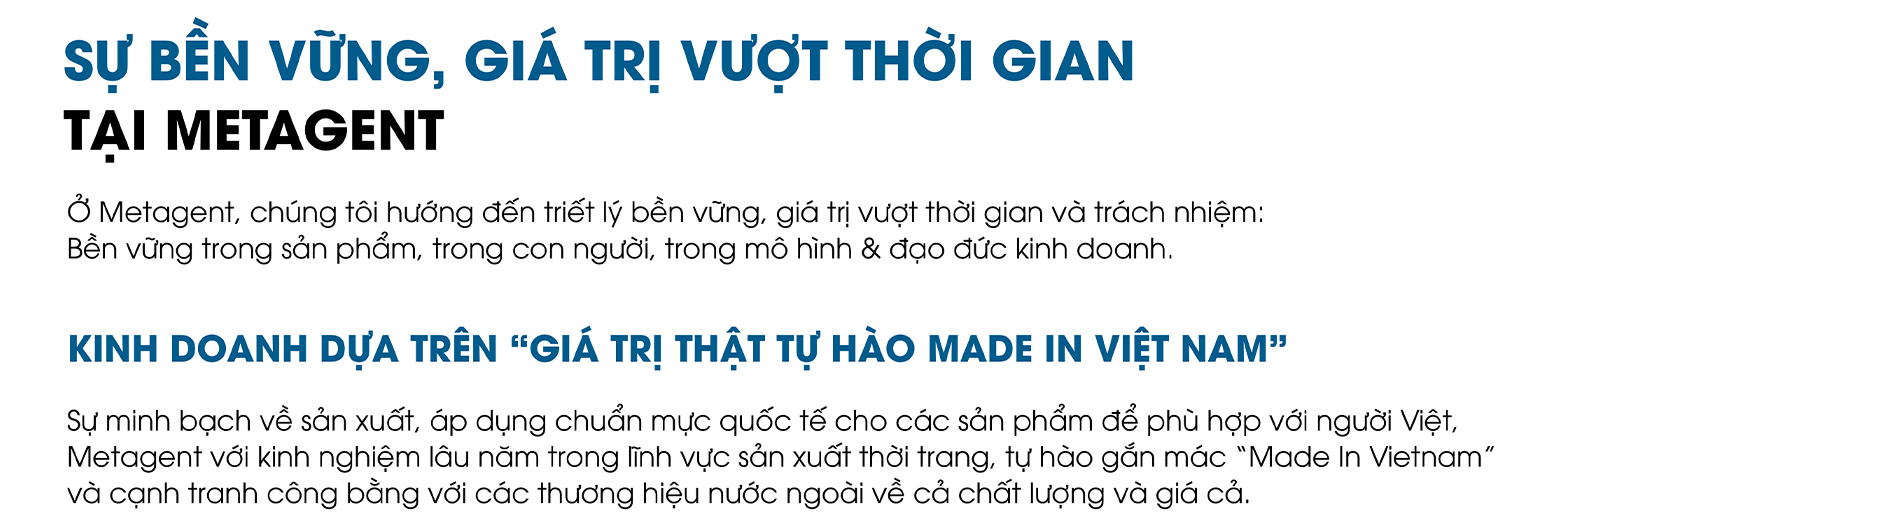 SỰ BỀN VỮNG, GIÁ TRỊ VƯỢT THỜI GIAN
TẠI METAGENT
Ở Metagent, chúng tôi hướng đến triết lý bền vững, giá trị vượt thời gian và trách nhiệm:
Bền vững trong sản phẩm, trong con người, trong mô hình & đạo đức kinh doanh.
KINH DOANH DỰA TRÊN “GIÁ TRỊ THẬT TỰ HÀO MADE IN VIỆT NAM”
Sự minh bạch về sản xuất, áp dụng chuẩn mực quốc tế cho các sản phẩm để phù hợp với người Việt,
Metagent với kinh nghiệm lâu năm trong lĩnh vực sản xuất thời trang, tự hào gắn mác “Made In Vietnam”
và cạnh tranh công bằng với các thương hiệu nước ngoài về cả chất lượng và giá cả.